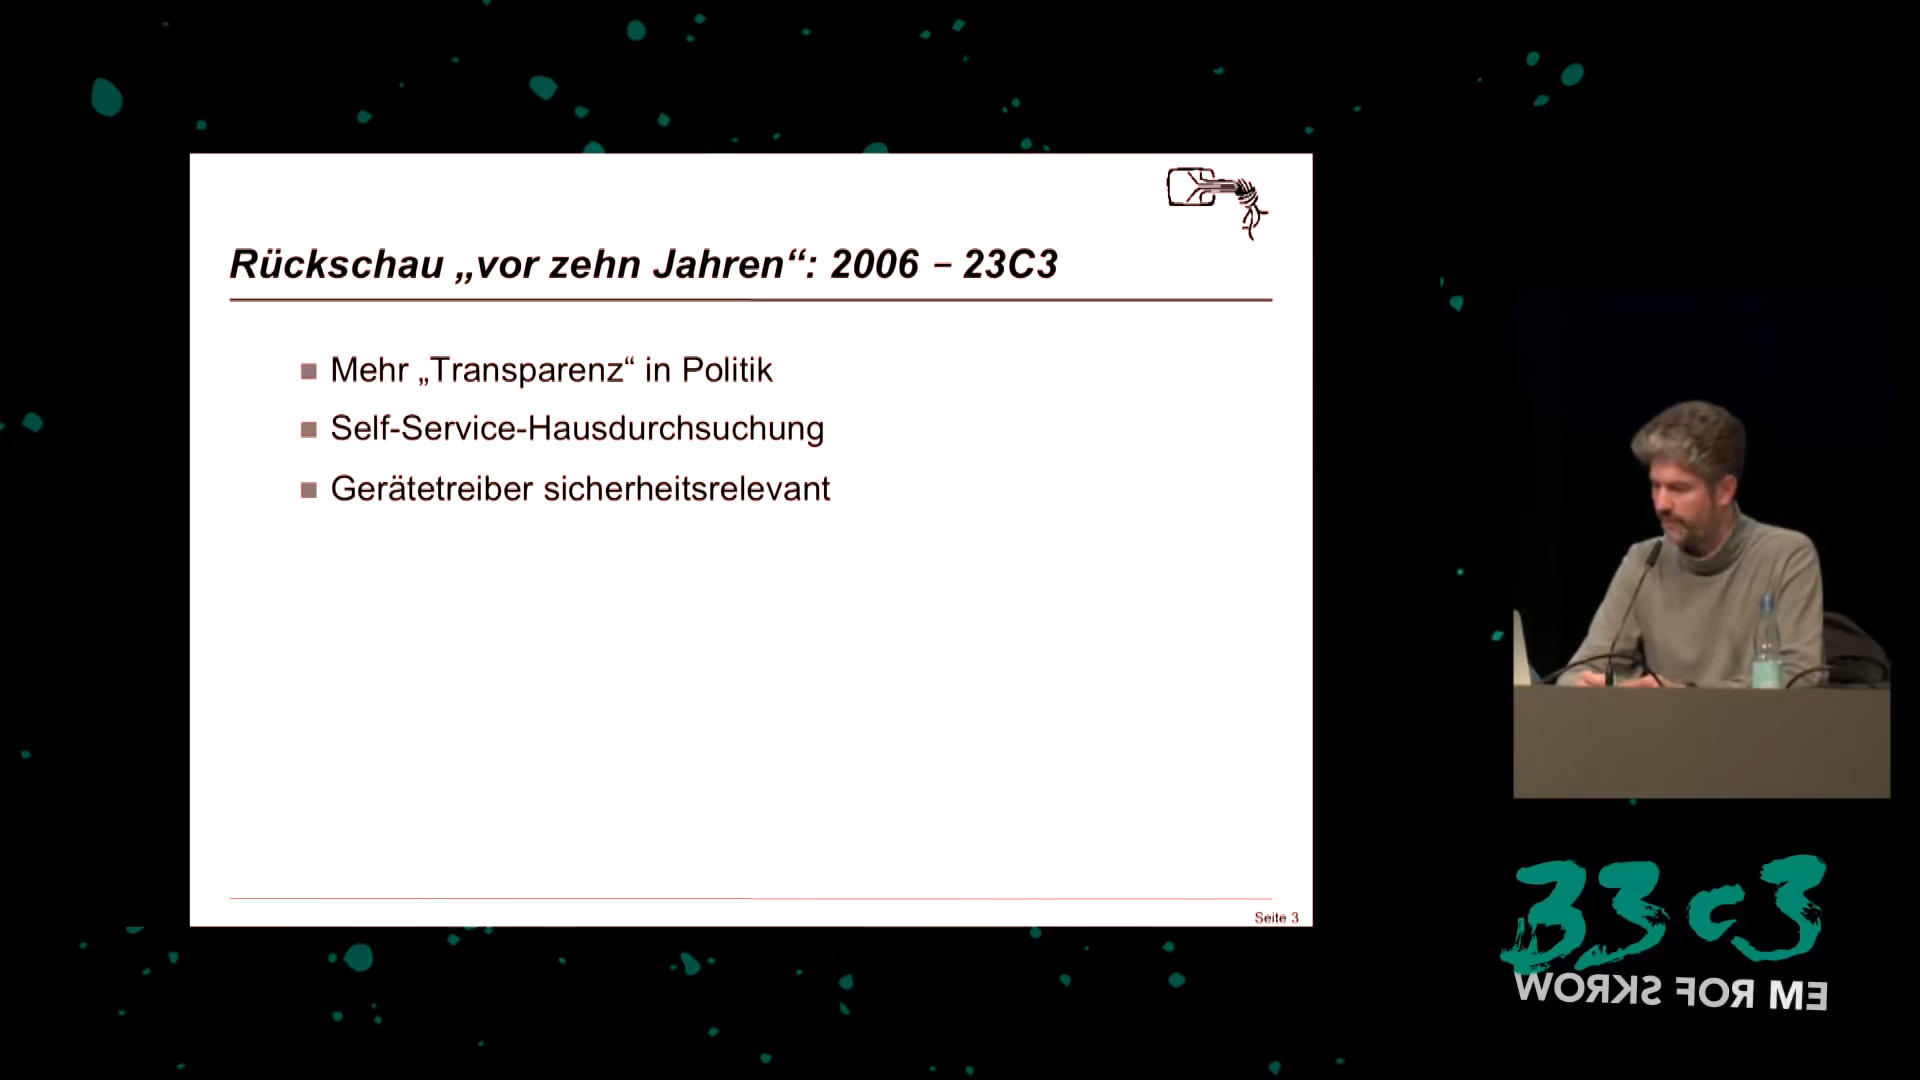 Rückschau „vor zehn Jahren“: 2006 – 23C3
Mehr „Transparenz“ in Politik
Self-Service-Hausdurchsuchung
Gerätetreiber sicherheitsrelevant
Seite 3
33c3
WORKS FOR ME